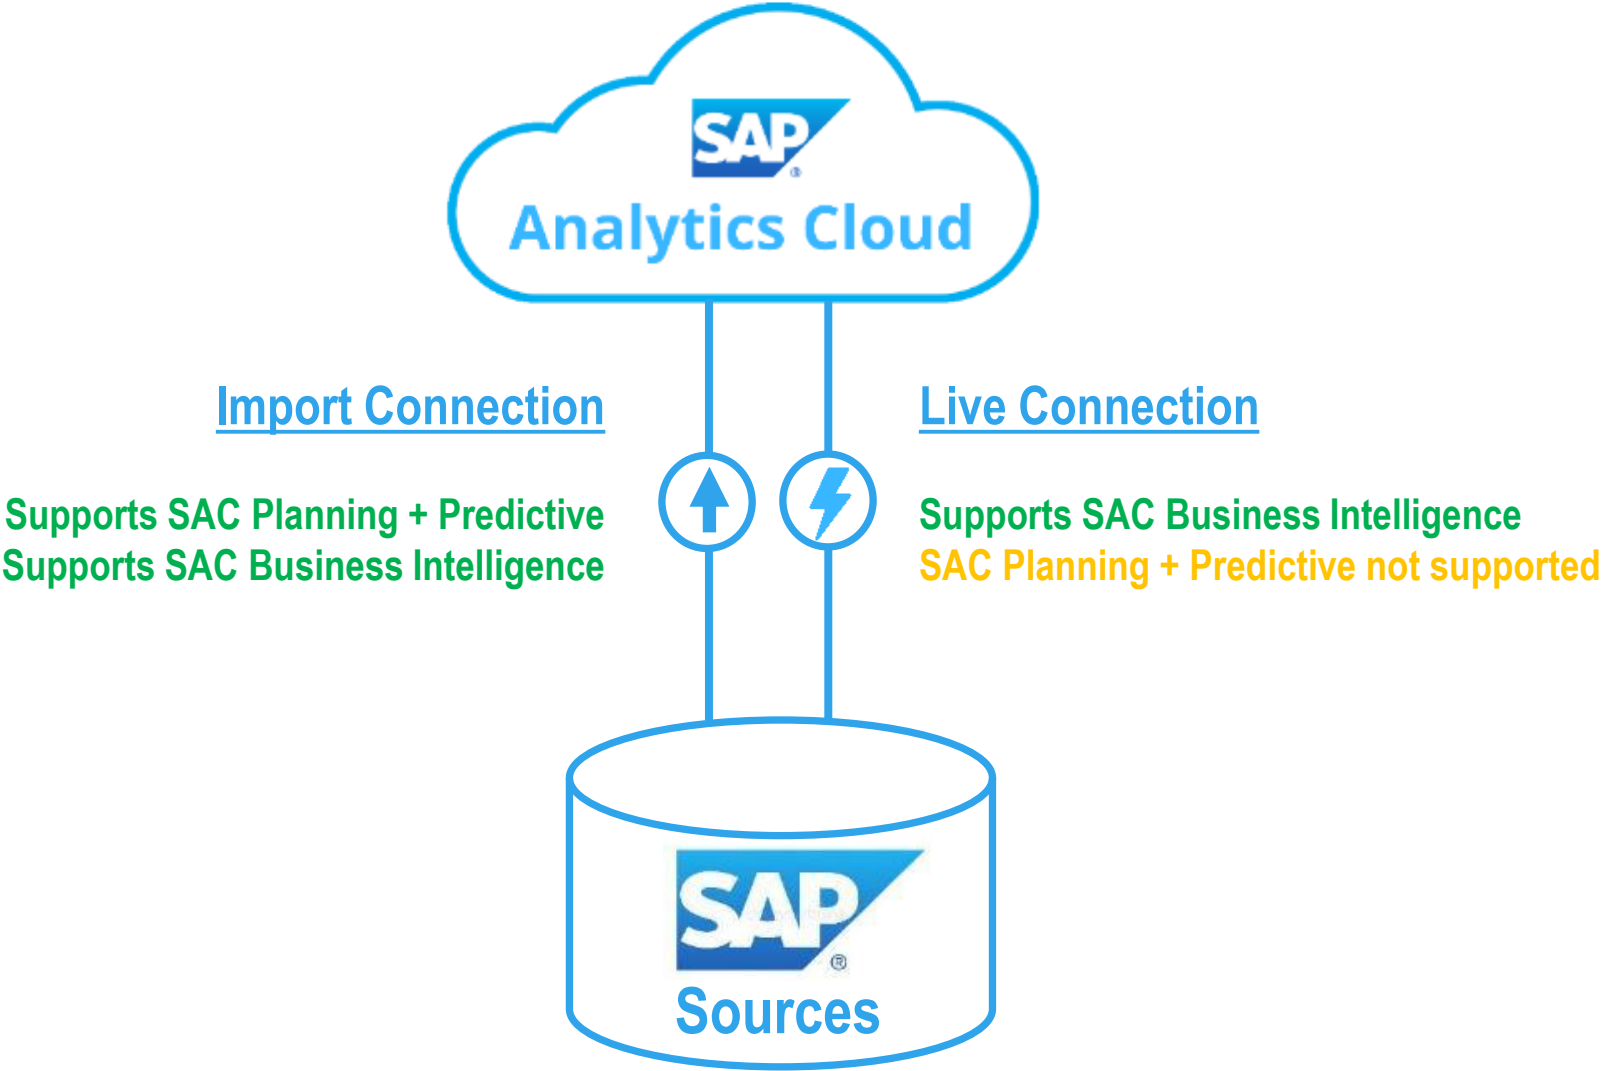 SAP
®
Analytics Cloud
Import Connection
Live Connection
Supports SAC Planning + Predictive
Supports SAC Business Intelligence
Supports SAC Business Intelligence
SAC Planning + Predictive not supported
SAP
®
Sources